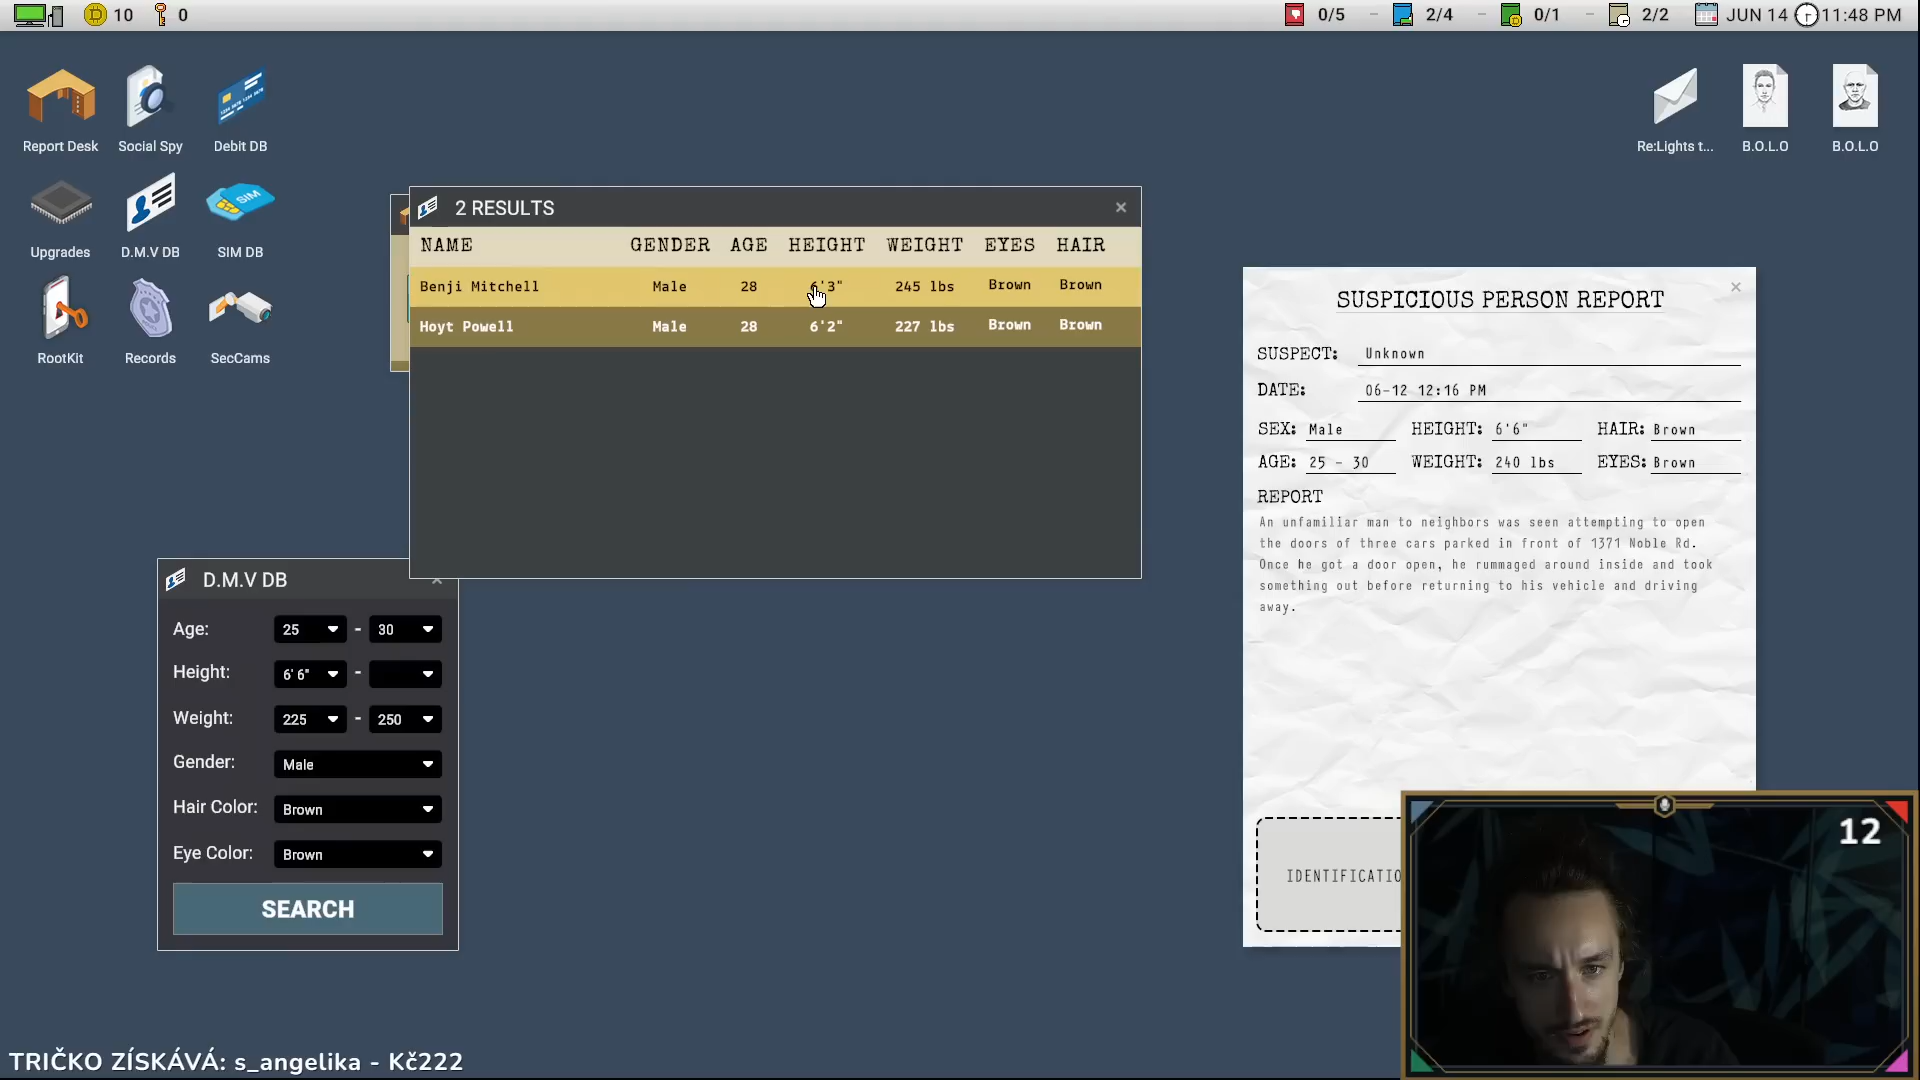 10
0
0/5
2/4
0/1
2/2
JUN 14
11:48 PM
Report Desk
Social Spy
Debit DB
Upgrades
D.M.V DB
SIM DB
RootKit
Records
SecCams
Re:Lights t...
B.O.L.O
B.O.L.O
2 RESULTS
NAME GENDER AGE HEIGHT WEIGHT EYES HAIR
Benji Mitchell Male 28 6'3" 245 lbs Brown Brown
Hoyt Powell Male 28 6'2" 227 lbs Brown Brown
D.M.V DB
Age: 25 - 30
Height: 6' 6" -
Weight: 225 - 250
Gender: Male
Hair Color: Brown
Eye Color: Brown
SEARCH
SUSPICIOUS PERSON REPORT
SUSPECT: Unknown
DATE: 06-12 12:16 PM
SEX: Male HEIGHT: 6'6" HAIR: Brown
AGE: 25 - 30 WEIGHT: 240 lbs EYES: Brown
REPORT
An unfamiliar man to neighbors was seen attempting to open
the doors of three cars parked in front of 1371 Noble Rd.
Once he got a door open, he rummaged around inside and took
something out before returning to his vehicle and driving
away.
IDENTIFICATIO
12
TRIČKO ZÍSKÁVÁ: s_angelika - Kč222